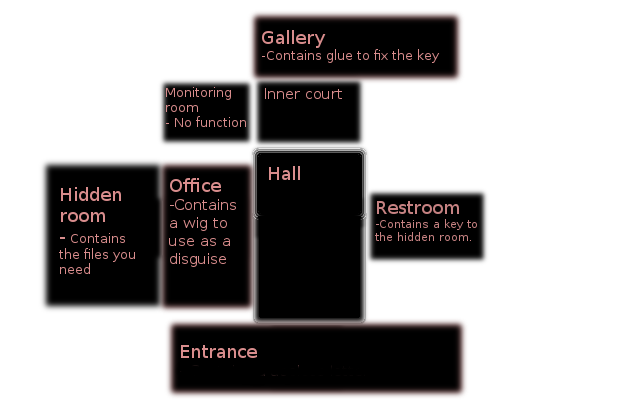 Gallery
-Contains glue to fix the key
Monitoring
room
- No function
Inner court
Hidden
room
- Contains
the files you
need
Office
-Contains
a wig to
use as a
disguise
Hall
Restroom
-Contains a key to
the hidden room.
Entrance